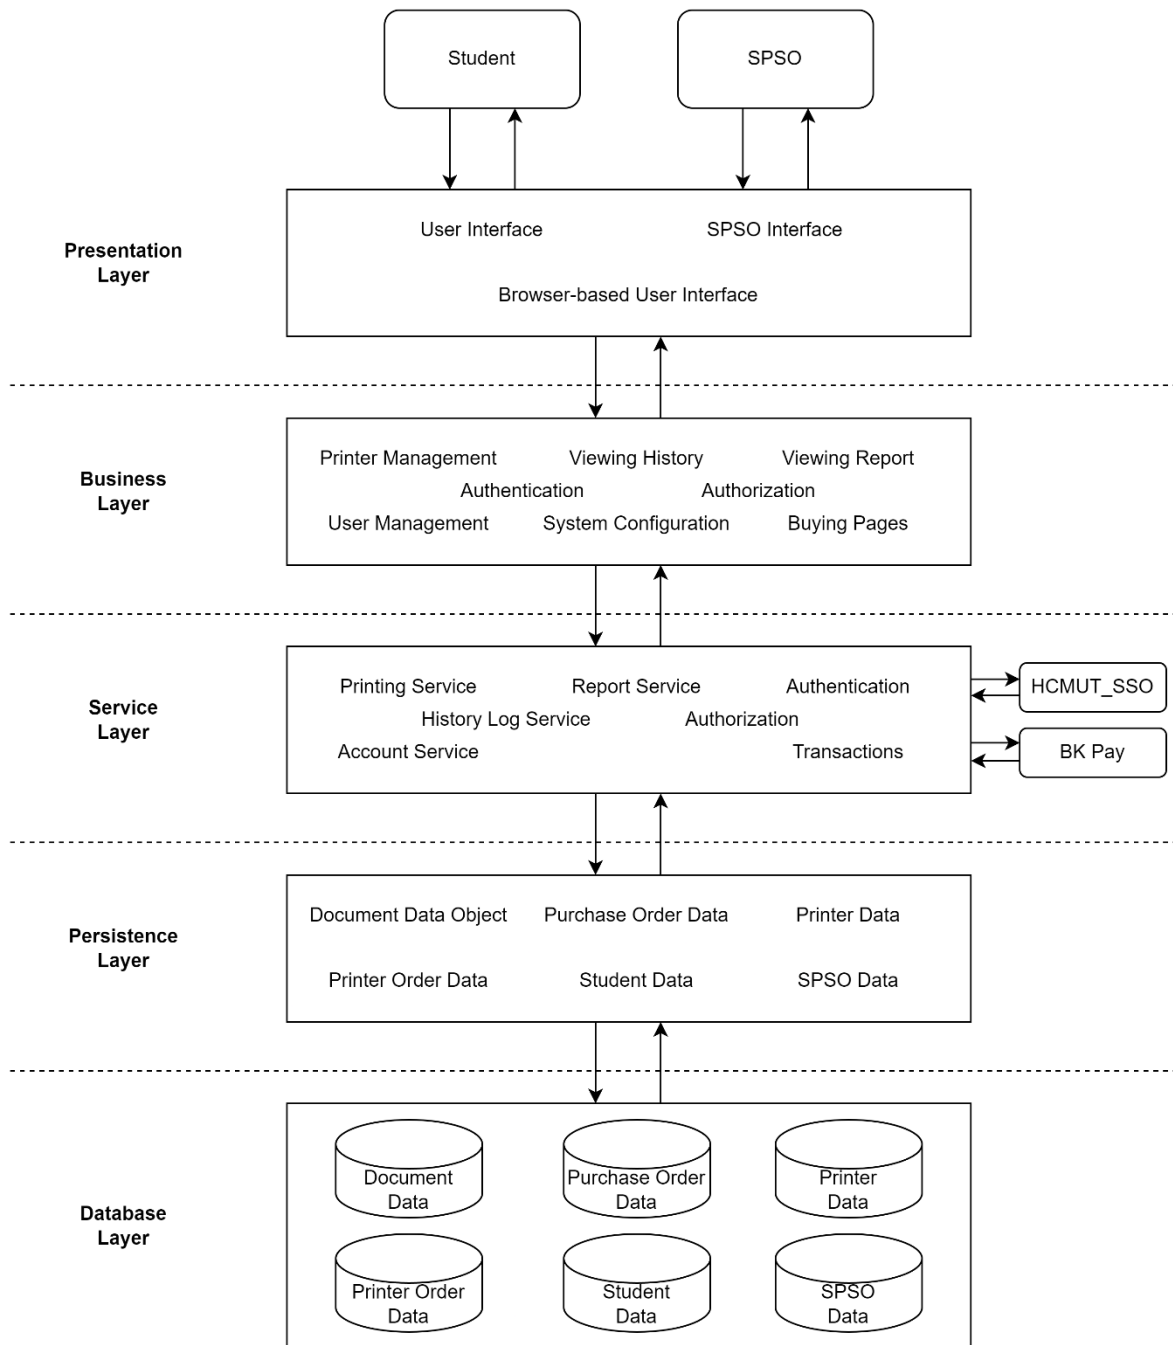 Student
SPSO
Presentation
Layer
User Interface
SPSO Interface
Browser-based User Interface
Business
Layer
Printer Management
Viewing History
Viewing Report
Authentication
Authorization
User Management
System Configuration
Buying Pages
Service
Layer
Printing Service
Report Service
Authentication
History Log Service
Authorization
Account Service
Transactions
HCMUT_SSO
BK Pay
Persistence
Layer
Document Data Object
Purchase Order Data
Printer Data
Printer Order Data
Student Data
SPSO Data
Database
Layer
Document
Data
Purchase Order
Data
Printer
Data
Printer Order
Data
Student
Data
SPSO
Data